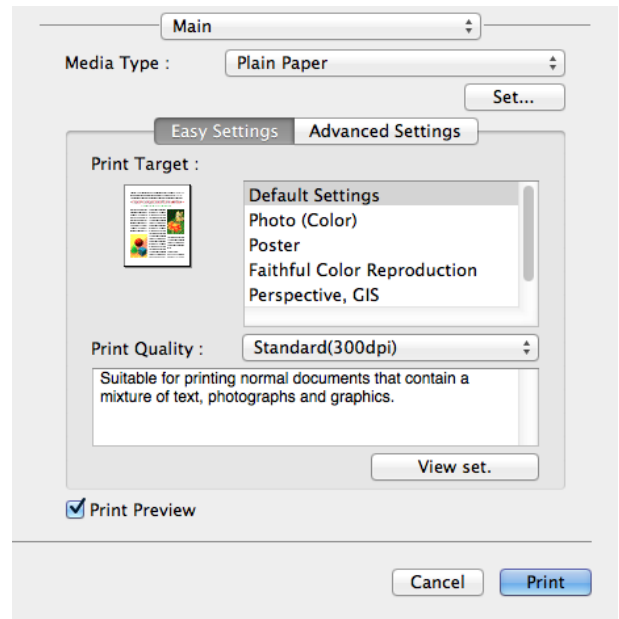 Main
Media Type :
Plain Paper
Set...
Easy Settings
Advanced Settings
Print Target :
Default Settings
Photo (Color)
Poster
Faithful Color Reproduction
Perspective, GIS
Print Quality :
Standard(300dpi)
Suitable for printing normal documents that contain a
mixture of text, photographs and graphics.
View set.
Print Preview
Cancel
Print